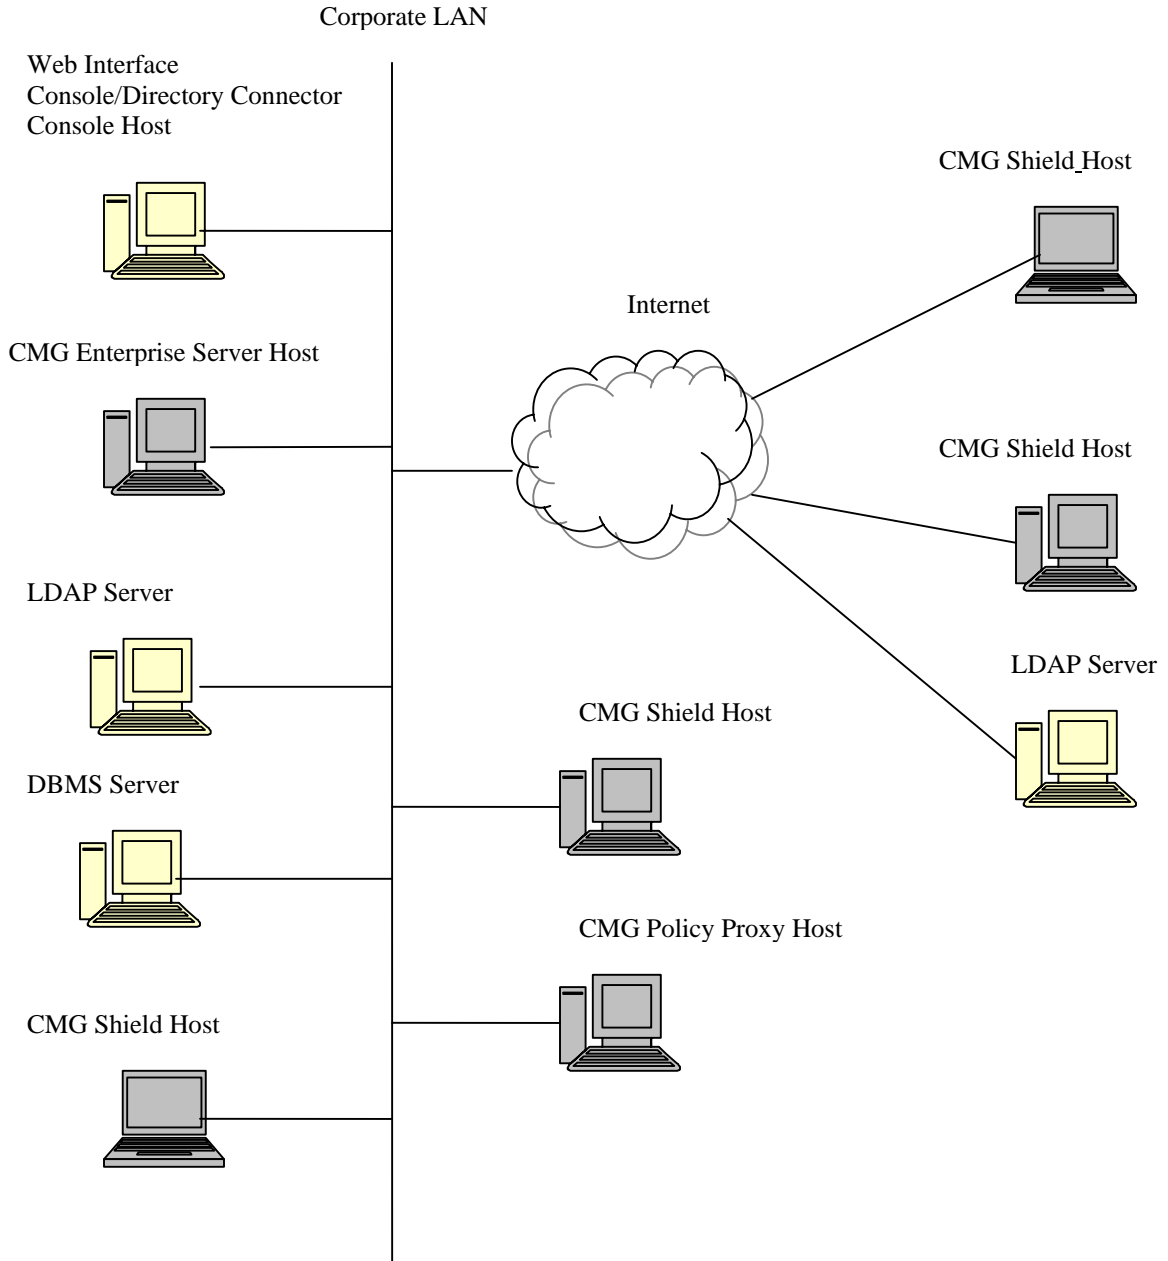 Corporate LAN
Web Interface
Console/Directory Connector
Console Host
CMG Shield Host
Internet
CMG Enterprise Server Host
CMG Shield Host
LDAP Server
LDAP Server
CMG Shield Host
DBMS Server
CMG Policy Proxy Host
CMG Shield Host